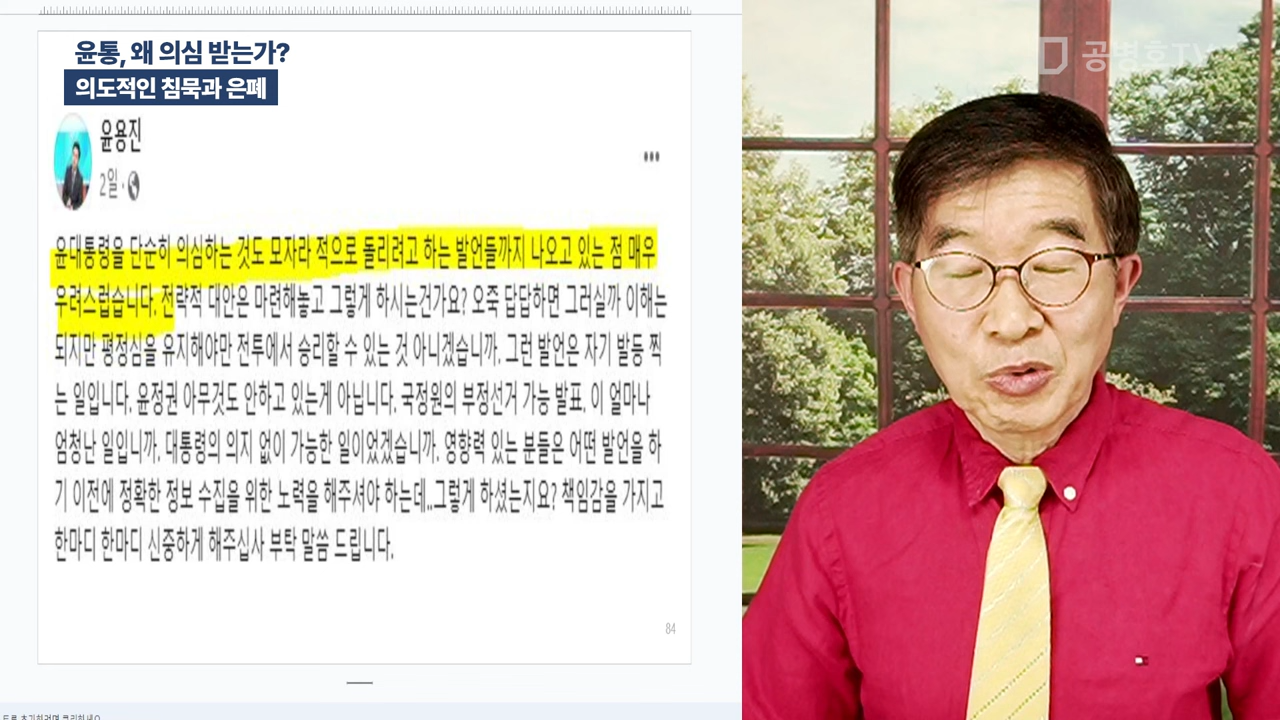 윤통, 왜 의심 받는가?
의도적인 침묵과 은폐
공병호TV
윤용진
2일 ·
윤대통령을 단순히 의심하는 것도 모자라 적으로 돌리려고 하는 발언들까지 나오고 있는 점 매우
우려스럽습니다. 전략적 대안은 마련해놓고 그렇게 하시는건가요? 오죽 답답하면 그러실까 이해는
되지만 평정심을 유지해야만 전투에서 승리할 수 있는 것 아니겠습니까. 그런 발언은 자기 발등 찍
는 일입니다. 윤정권 아무것도 안하고 있는게 아닙니다. 국정원의 부정선거 가능 발표. 이 얼마나
엄청난 일입니까. 대통령의 의지 없이 가능한 일이었겠습니까. 영향력 있는 분들은 어떤 발언을 하
기 이전에 정확한 정보 수집을 위한 노력을 해주셔야 하는데..그렇게 하셨는지요? 책임감을 가지고
한마디 한마디 신중하게 해주십사 부탁 말씀 드립니다.
84